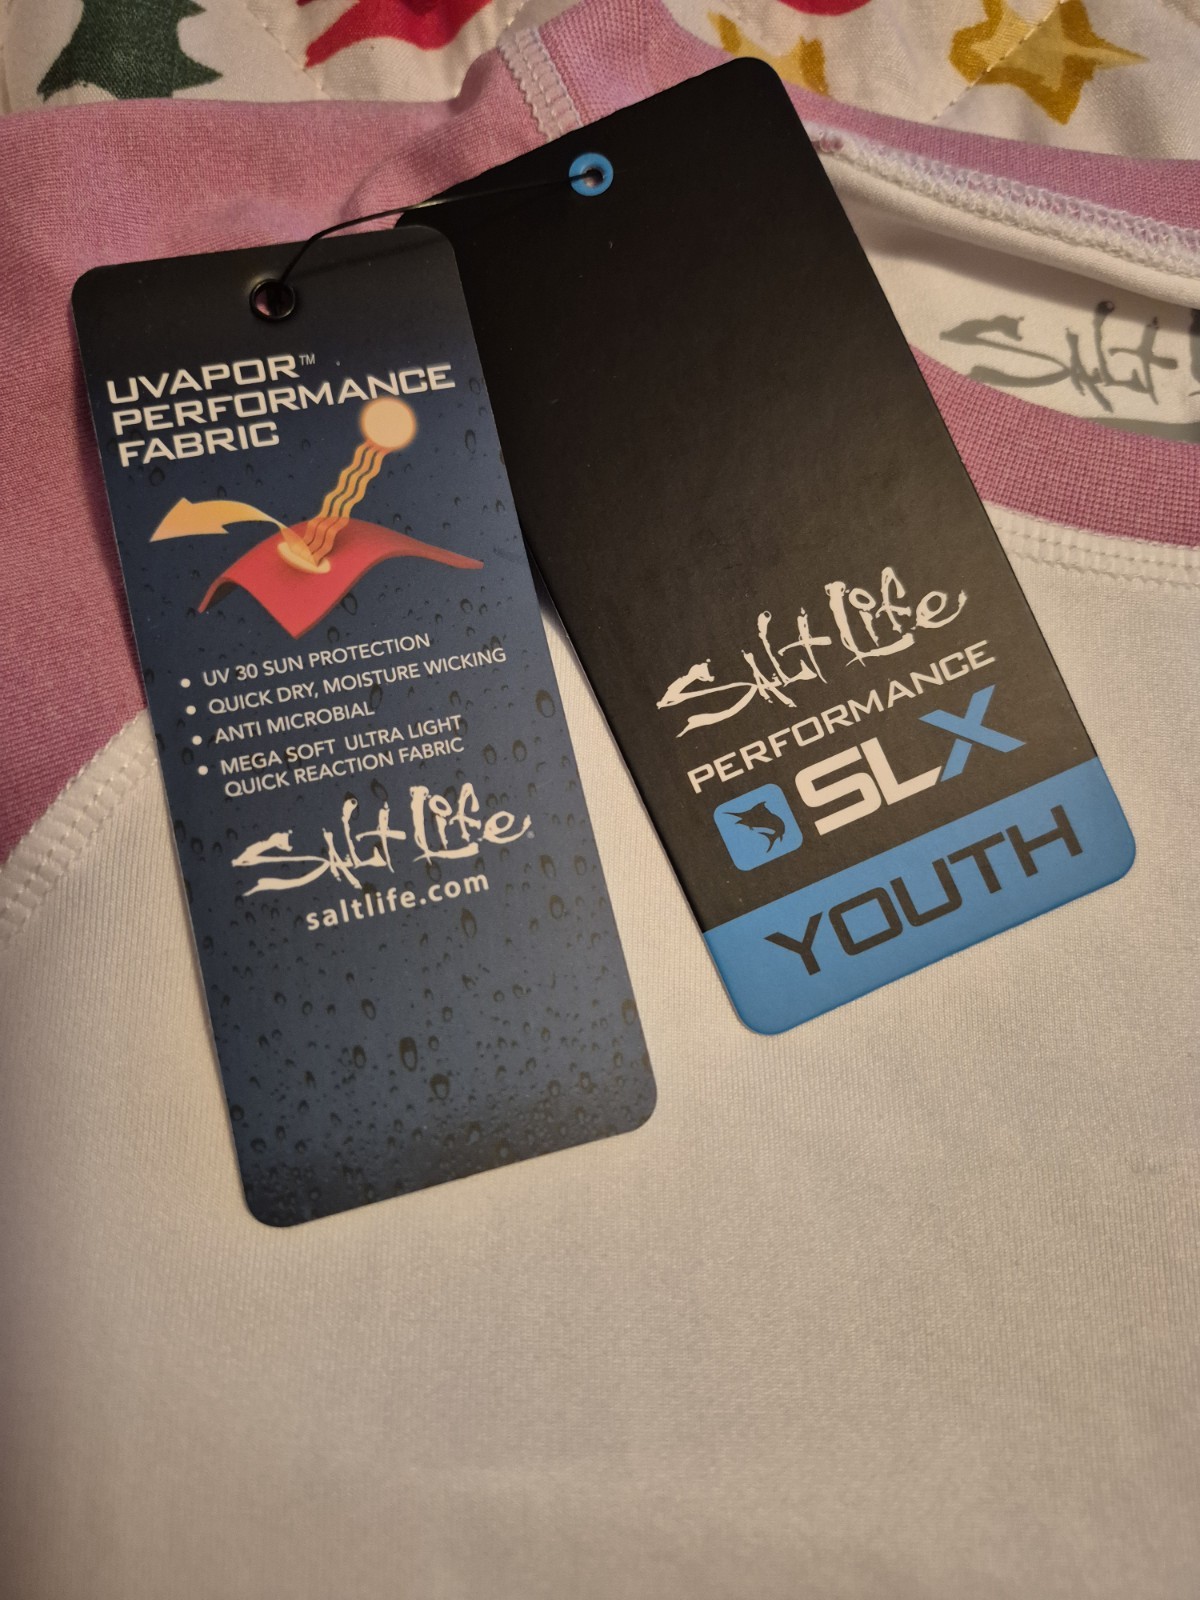 UVAPOR™
PERFORMANCE
FABRIC
• UV 30 SUN PROTECTION
• QUICK DRY, MOISTURE WICKING
• ANTI MICROBIAL
• MEGA SOFT ULTRA LIGHT
QUICK REACTION FABRIC
SALT LIFE
saltlife.com
SALT LIFE
PERFORMANCE
SLX
YOUTH
SALT